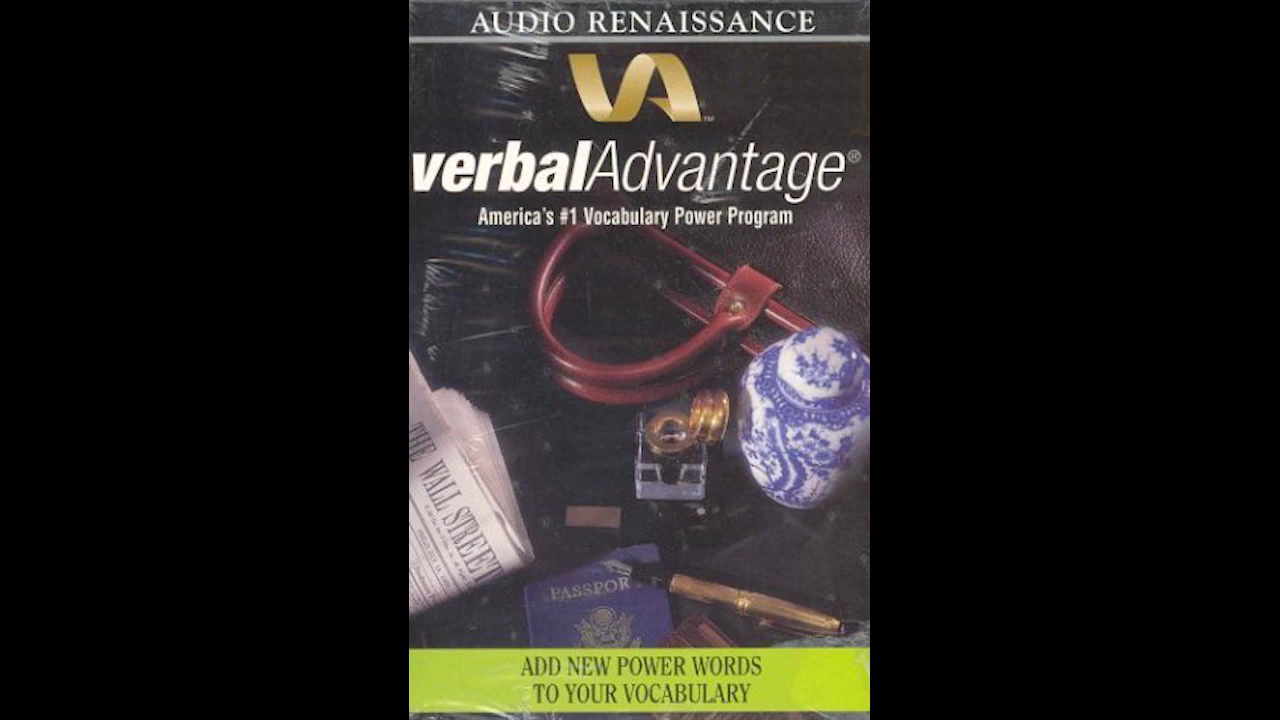 AUDIO RENAISSANCE
VA™
verbalAdvantage®
America's #1 Vocabulary Power Program
THE WALL STREET
PASSPOR
ADD NEW POWER WORDS
TO YOUR VOCABULARY